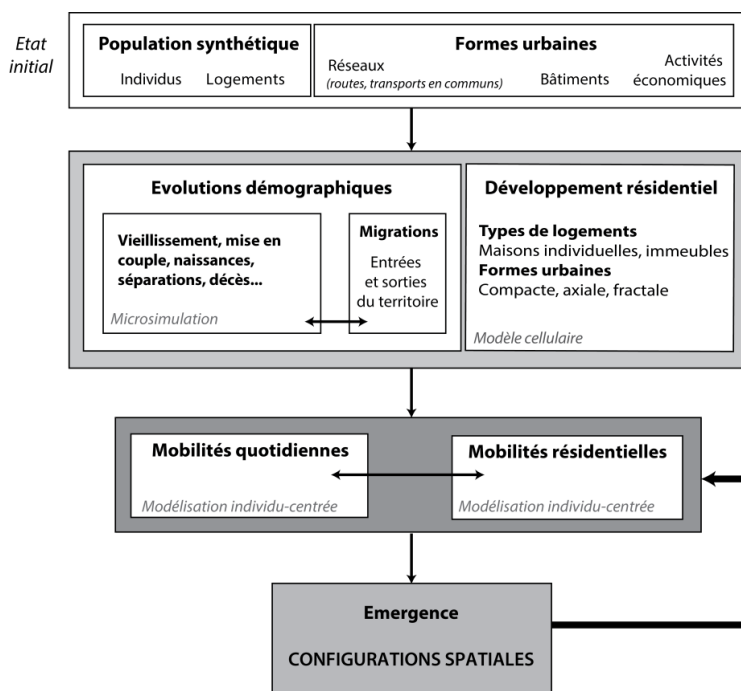 Etat
initial
Population synthétique
Individus Logements
Formes urbaines
Réseaux
(routes, transports en communs)
Bâtiments
Activités
économiques
Evolutions démographiques
Vieillissement, mise en
couple, naissances,
séparations, décès...
Microsimulation
Migrations
Entrées
et sorties
du territoire
Développement résidentiel
Types de logements
Maisons individuelles, immeubles
Formes urbaines
Compacte, axiale, fractale
Modèle cellulaire
Mobilités quotidiennes
Modélisation individu-centrée
Mobilités résidentielles
Modélisation individu-centrée
Emergence
CONFIGURATIONS SPATIALES